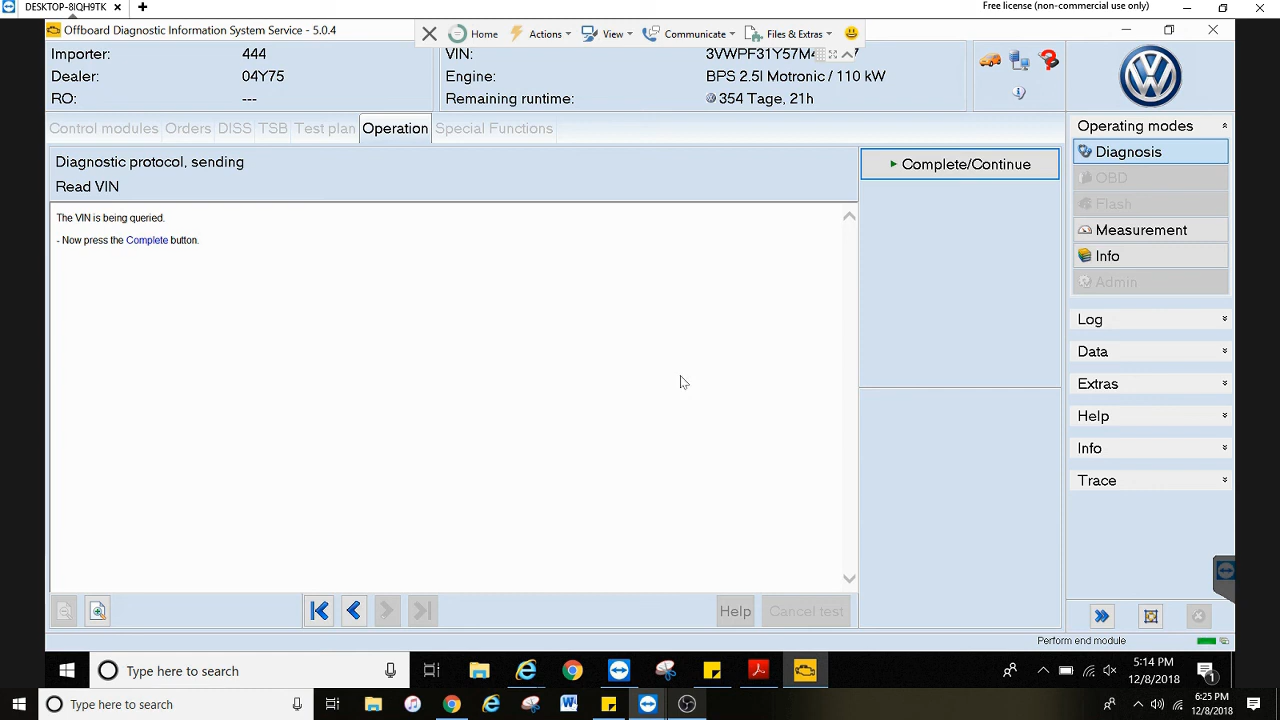 DESKTOP-8IQH9TK
Free license (non-commercial use only)
Offboard Diagnostic Information System Service - 5.0.4
Home
Actions
View
Communicate
Files & Extras
Importer: 444
Dealer: 04Y75
RO: ---
VIN:
Engine: BPS 2.5l Motronic / 110 kW
Remaining runtime: 354 Tage, 21h
Control modules
Orders
DISS
TSB
Test plan
Operation
Special Functions
Diagnostic protocol, sending
Read VIN
Complete/Continue
The VIN is being queried.
- Now press the Complete button.
Operating modes
Diagnosis
OBD
Flash
Measurement
Info
Admin
Log
Data
Extras
Help
Info
Trace
Help
Cancel test
Perform end module
Type here to search
5:14 PM
12/8/2018
1
Type here to search
6:25 PM
12/8/2018